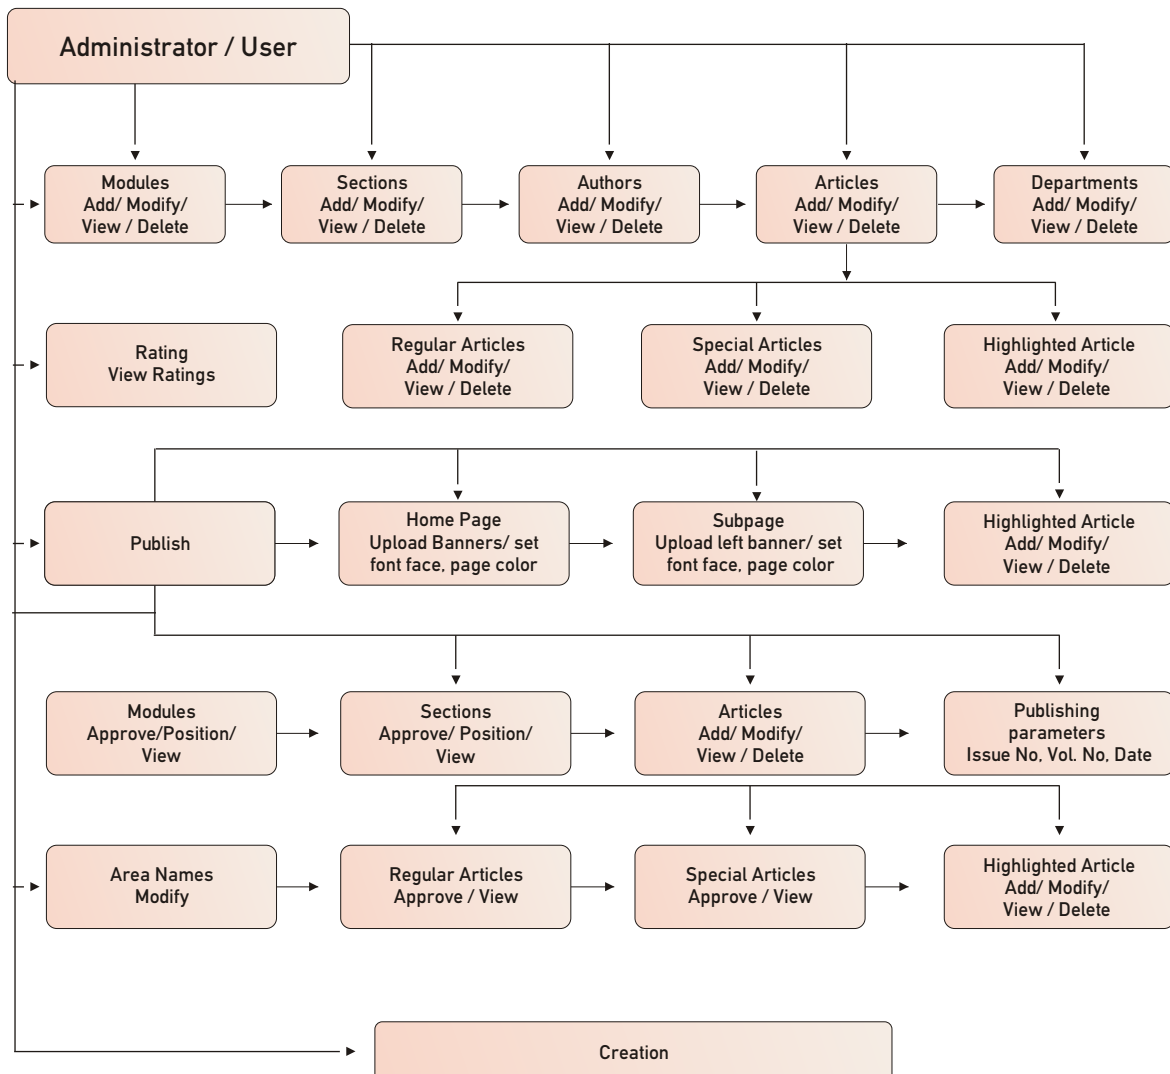 Administrator / User
Modules
Add/ Modify/
View / Delete
Sections
Add/ Modify/
View / Delete
Authors
Add/ Modify/
View / Delete
Articles
Add/ Modify/
View / Delete
Departments
Add/ Modify/
View / Delete
Rating
View Ratings
Regular Articles
Add/ Modify/
View / Delete
Special Articles
Add/ Modify/
View / Delete
Highlighted Article
Add/ Modify/
View / Delete
Publish
Home Page
Upload Banners/ set
font face, page color
Subpage
Upload left banner/ set
font face, page color
Highlighted Article
Add/ Modify/
View / Delete
Modules
Approve/Position/
View
Sections
Approve/ Position/
View
Articles
Add/ Modify/
View / Delete
Publishing
parameters
Issue No, Vol. No, Date
Area Names
Modify
Regular Articles
Approve / View
Special Articles
Approve / View
Highlighted Article
Add/ Modify/
View / Delete
Creation